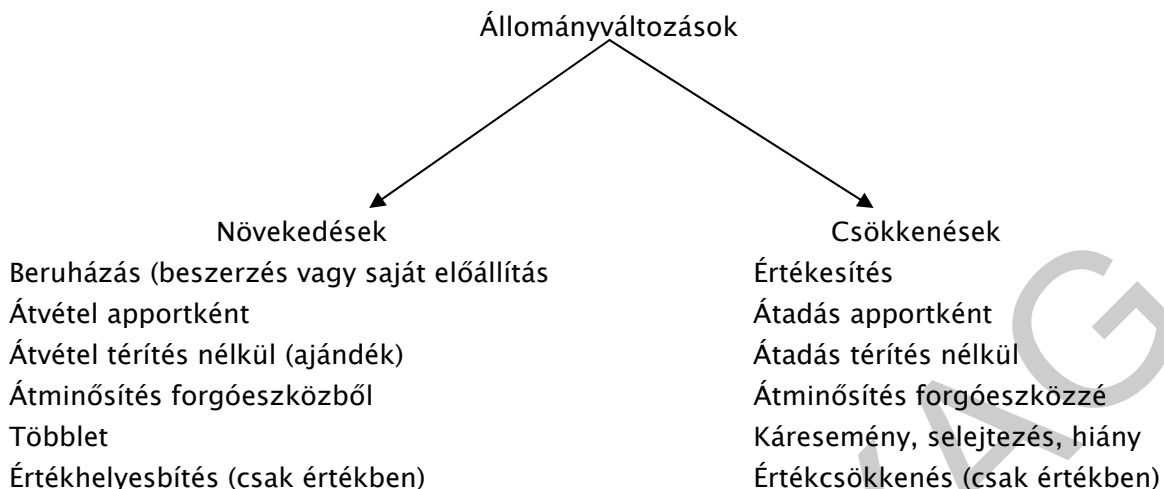 Állományváltozások
Növekedések
Beruházás (beszerzés vagy saját előállítás
Átvétel apportként
Átvétel térítés nélkül (ajándék)
Átminősítés forgóeszközből
Többlet
Értékhelyesbítés (csak értékben)
Csökkenések
Értékesítés
Átadás apportként
Átadás térítés nélkül
Átminősítés forgóeszközzé
Káresemény, selejtezés, hiány
Értékcsökkenés (csak értékben)